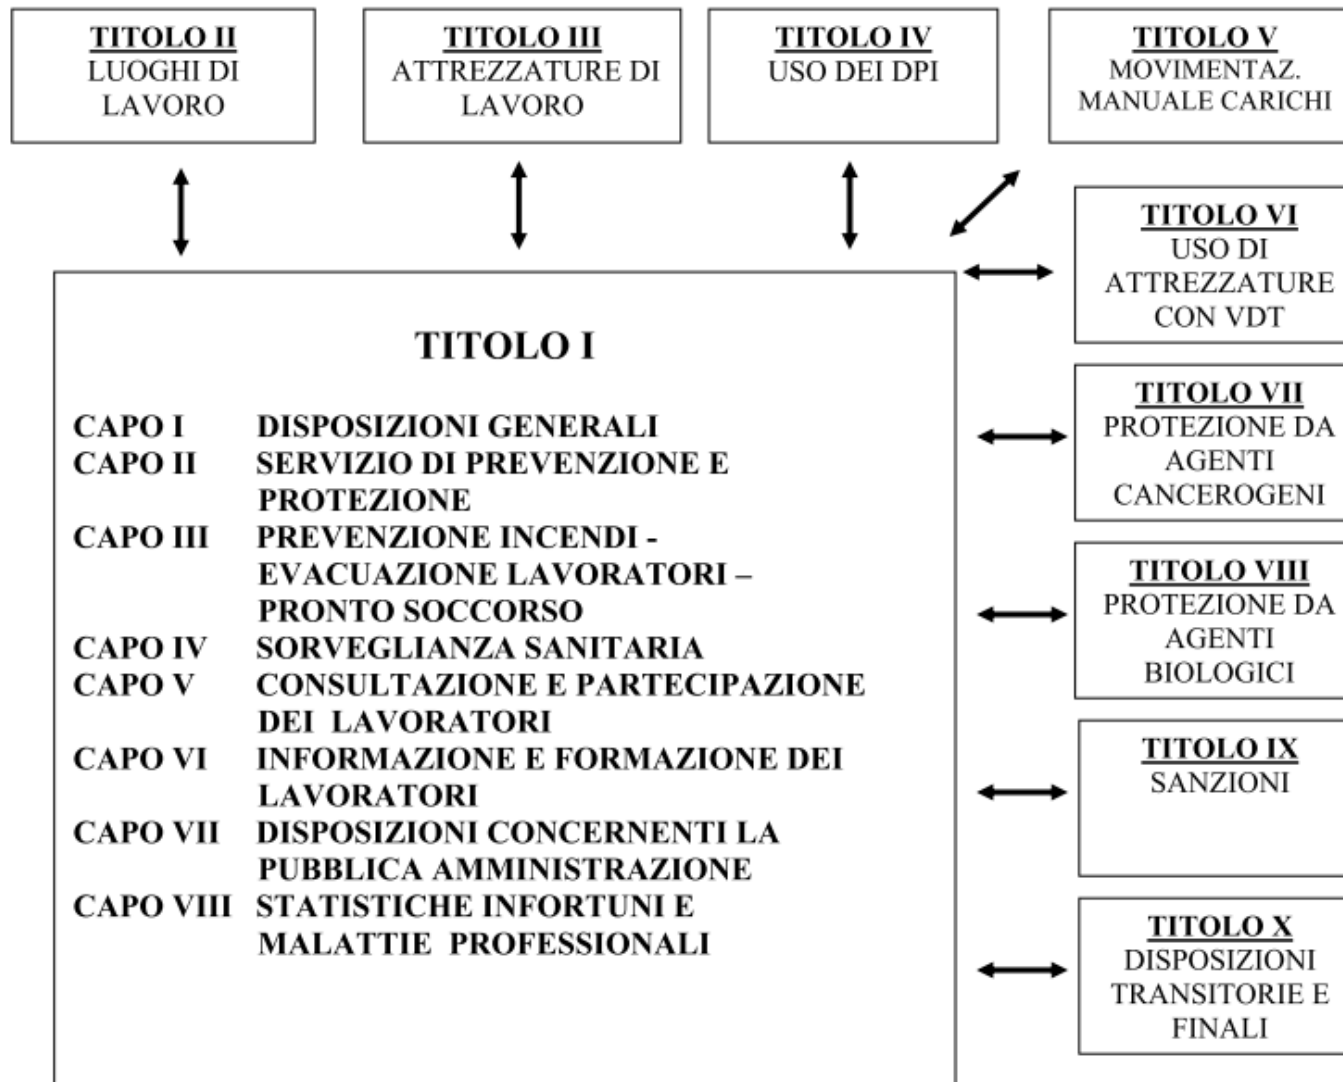 TITOLO II
LUOGHI DI
LAVORO
TITOLO III
ATTREZZATURE DI
LAVORO
TITOLO IV
USO DEI DPI
TITOLO V
MOVIMENTAZ.
MANUALE CARICHI
TITOLO VI
USO DI
ATTREZZATURE
CON VDT
TITOLO VII
PROTEZIONE DA
AGENTI
CANCEROGENI
TITOLO VIII
PROTEZIONE DA
AGENTI
BIOLOGICI
TITOLO IX
SANZIONI
TITOLO X
DISPOSIZIONI
TRANSITORIE E
FINALI
TITOLO I
CAPO I DISPOSIZIONI GENERALI
CAPO II SERVIZIO DI PREVENZIONE E
PROTEZIONE
CAPO III PREVENZIONE INCENDI -
EVACUAZIONE LAVORATORI –
PRONTO SOCCORSO
CAPO IV SORVEGLIANZA SANITARIA
CAPO V CONSULTAZIONE E PARTECIPAZIONE
DEI LAVORATORI
CAPO VI INFORMAZIONE E FORMAZIONE DEI
LAVORATORI
CAPO VII DISPOSIZIONI CONCERNENTI LA
PUBBLICA AMMINISTRAZIONE
CAPO VIII STATISTICHE INFORTUNI E
MALATTIE PROFESSIONALI